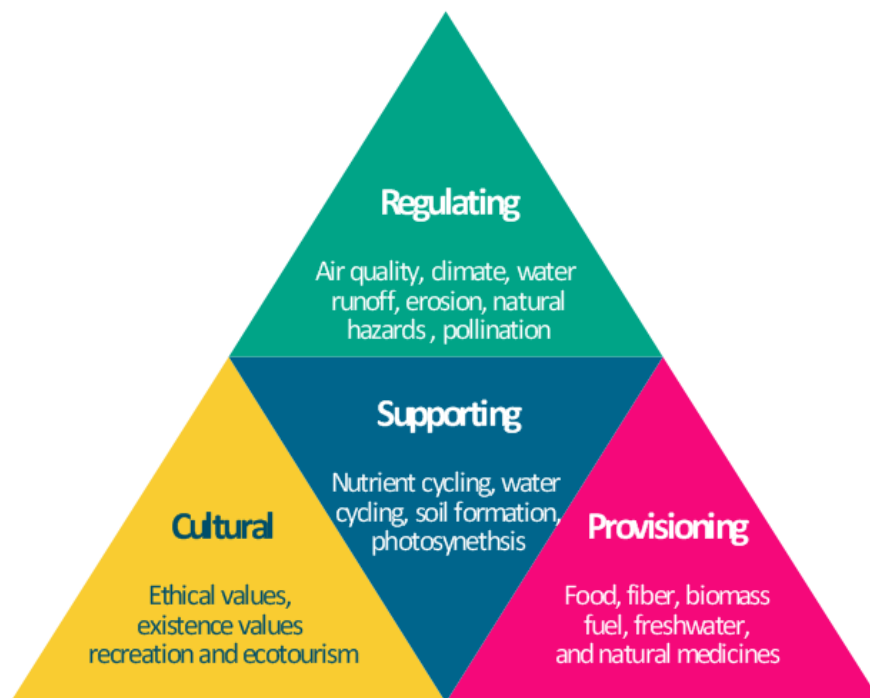 Regulating
Air quality, climate, water
runoff, erosion, natural
hazards , pollination
Supporting
Nutrient cycling, water
cycling, soil formation,
photosynethsis
Cultural
Ethical values,
existence values
recreation and ecotourism
Provisioning
Food, fiber, biomass
fuel, freshwater,
and natural medicines